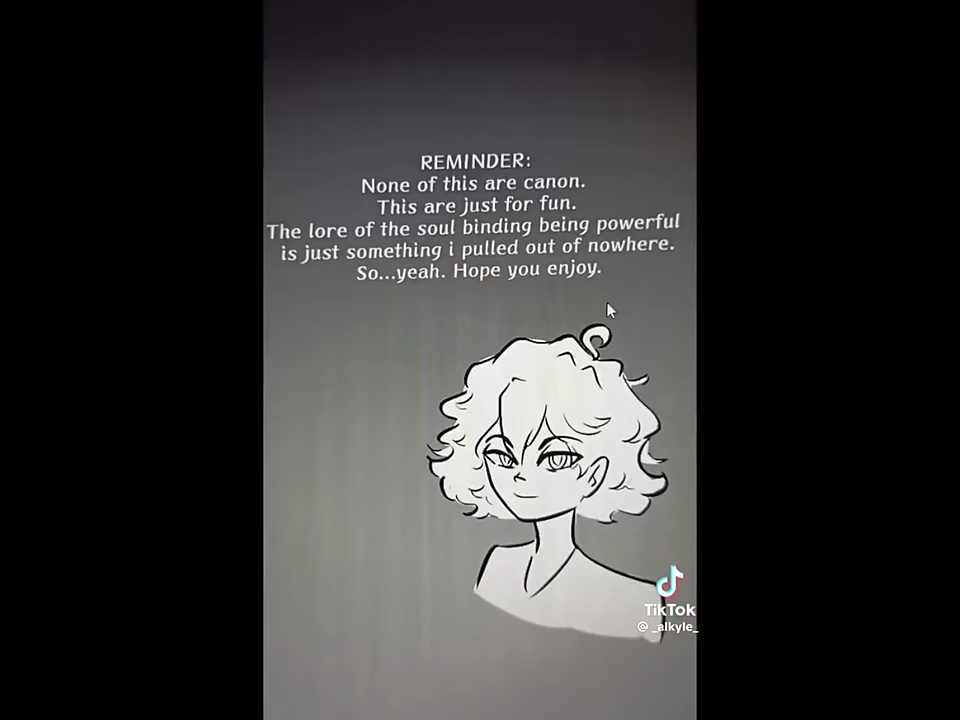 REMINDER:
None of this are canon.
This are just for fun.
The lore of the soul binding being powerful
is just something i pulled out of nowhere.
So...yeah. Hope you enjoy.
TikTok
@_alkyle_